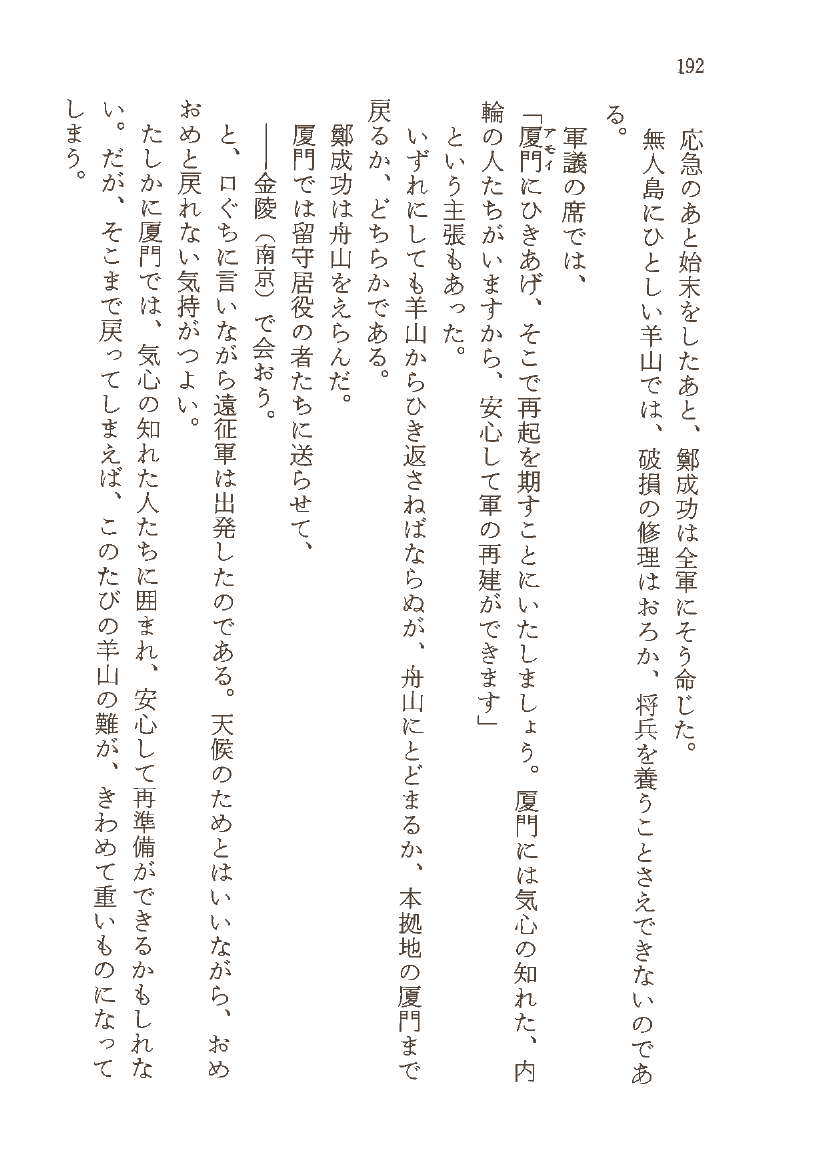 192
応急のあと始末をしたあと、鄭成功は全軍にそう命じた。
無人島にひとしい羊山では、破損の修理はおろか、将兵を養うことさえできないのであ
る。
軍議の席では、
「厦門にひきあげ、そこで再起を期すことにいたしましょう。厦門には気心の知れた、内
アモイ
輪の人たちがいますから、安心して軍の再建ができます」
という主張もあった。
いずれにしても羊山からひき返さねばならぬが、舟山にとどまるか、本拠地の厦門まで
戻るか、どちらかである。
鄭成功は舟山をえらんだ。
厦門では留守居役の者たちに送らせて、
――金陵（南京）で会おう。
と、口ぐちに言いながら遠征軍は出発したのである。天候のためとはいいながら、おめ
おめと戻れない気持がつよい。
たしかに厦門では、気心の知れた人たちに囲まれ、安心して再準備ができるかもしれな
い。だが、そこまで戻ってしまえば、このたびの羊山の難が、きわめて重いものになって
しまう。